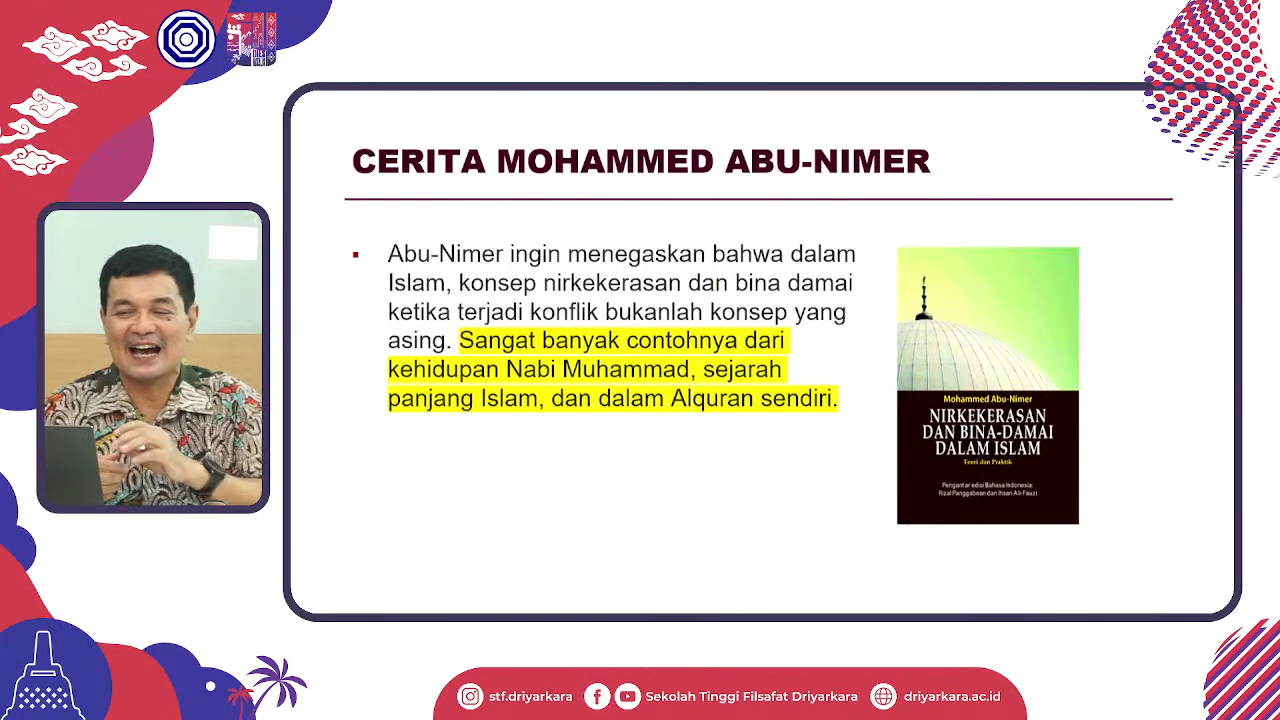 CERITA MOHAMMED ABU-NIMER
Abu-Nimer ingin menegaskan bahwa dalam
Islam, konsep nirkekerasan dan bina damai
ketika terjadi konflik bukanlah konsep yang
asing. Sangat banyak contohnya dari
kehidupan Nabi Muhammad, sejarah
panjang Islam, dan dalam Alquran sendiri.
Mohammed Abu-Nimer
NIRKEKERASAN
DAN BINA-DAMAI
DALAM ISLAM
Teori dan Praktik
Pengantar edisi Bahasa Indonesia:
Rizal Panggabean dan Ihsan Ali-Fauzi
stf.driyarkara
Sekolah Tinggi Filsafat Driyarkara
driyarkara.ac.id